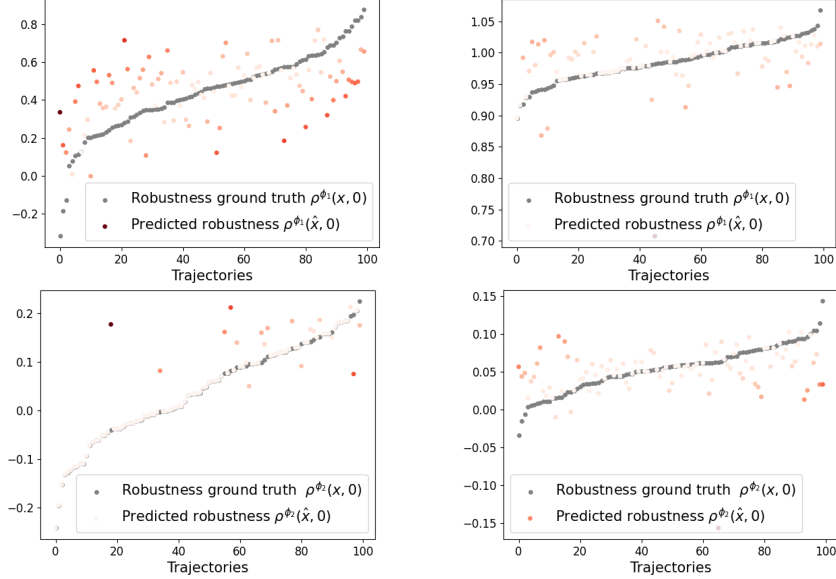 0.8
0.6
0.4
0.2
0.0
−0.2
Robustness ground truth ρ^ϕ₁(x, 0)
Predicted robustness ρ^ϕ₁(x̂, 0)
0 20 40 60 80 100
Trajectories
1.05
1.00
0.95
0.90
0.85
0.80
0.75
0.70
Robustness ground truth ρ^ϕ₁(x, 0)
Predicted robustness ρ^ϕ₁(x̂, 0)
0 20 40 60 80 100
Trajectories
0.2
0.1
0.0
−0.1
−0.2
Robustness ground truth ρ^ϕ₂(x, 0)
Predicted robustness ρ^ϕ₂(x̂, 0)
0 20 40 60 80 100
Trajectories
0.15
0.10
0.05
0.00
−0.05
−0.10
−0.15
Robustness ground truth ρ^ϕ₂(x, 0)
Predicted robustness ρ^ϕ₂(x̂, 0)
0 20 40 60 80 100
Trajectories